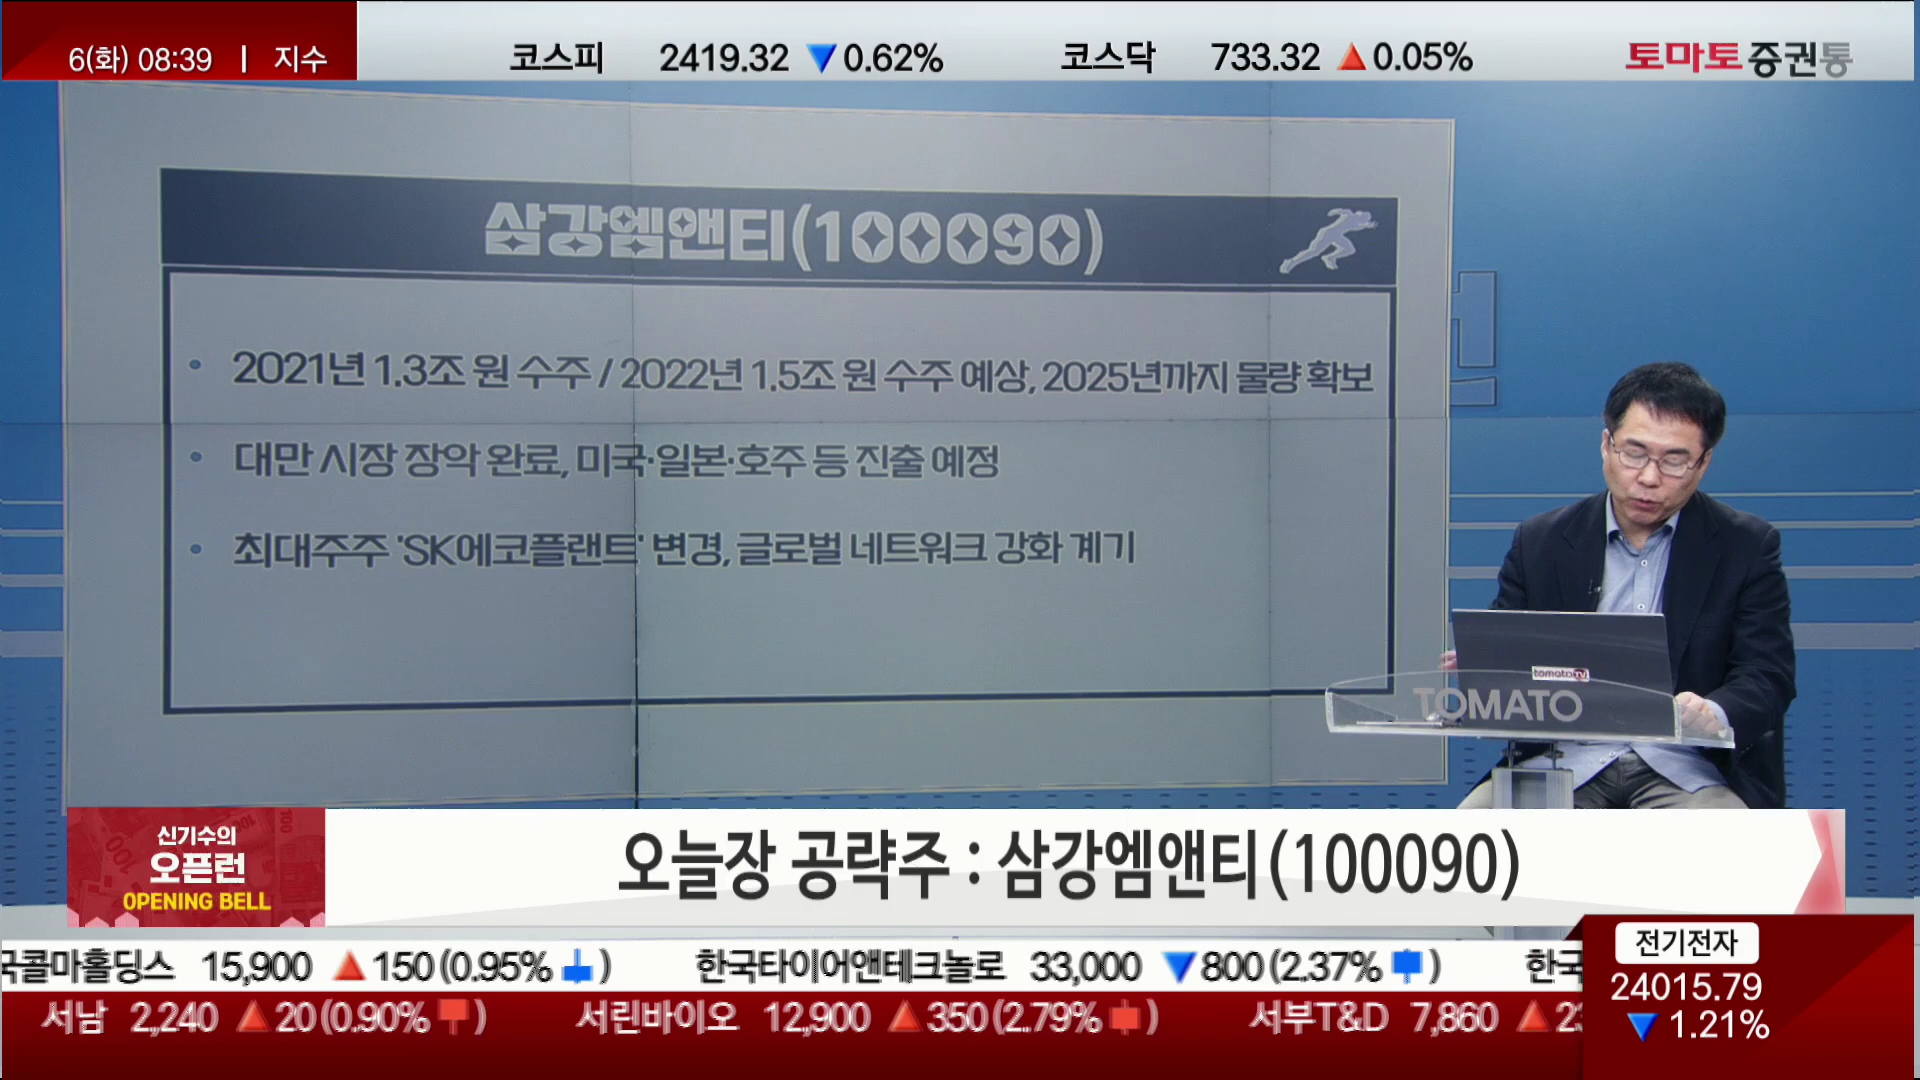 6(화) 08:39 | 지수
코스피 2419.32 ▼0.62% 코스닥 733.32 ▲0.05%
토마토증권통
삼강엠앤티(100090)
• 2021년 1.3조 원 수주 / 2022년 1.5조 원 수주 예상, 2025년까지 물량 확보
• 대만 시장 장악 완료, 미국·일본·호주 등 진출 예정
• 최대주주 'SK에코플랜트' 변경, 글로벌 네트워크 강화 계기
tomatoTV
TOMATO
신기수의
오픈런
OPENING BELL
오늘장 공략주 : 삼강엠앤티(100090)
국콜마홀딩스 15,900 ▲150(0.95%) 한국타이어앤테크놀로 33,000 ▼800(2.37%) 한국
서남 2,240 ▲20(0.90%) 서린바이오 12,900 ▲350(2.79%) 서부T&D 7,860 ▲23
전기전자
24015.79
▼1.21%